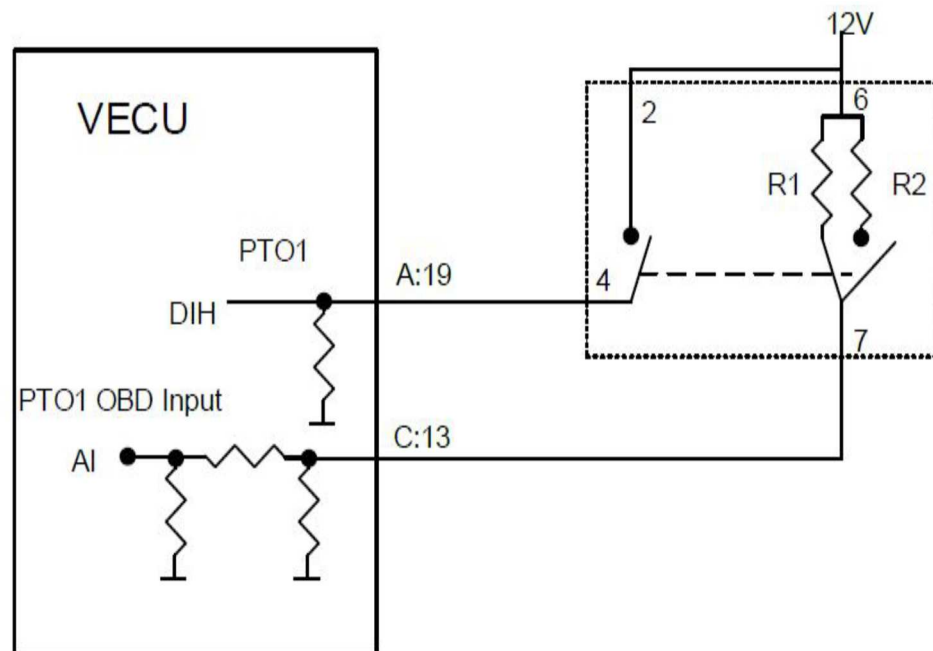 12V
VECU
2
6
R1
R2
PTO1
A:19
4
DIH
7
PTO1 OBD Input
C:13
AI